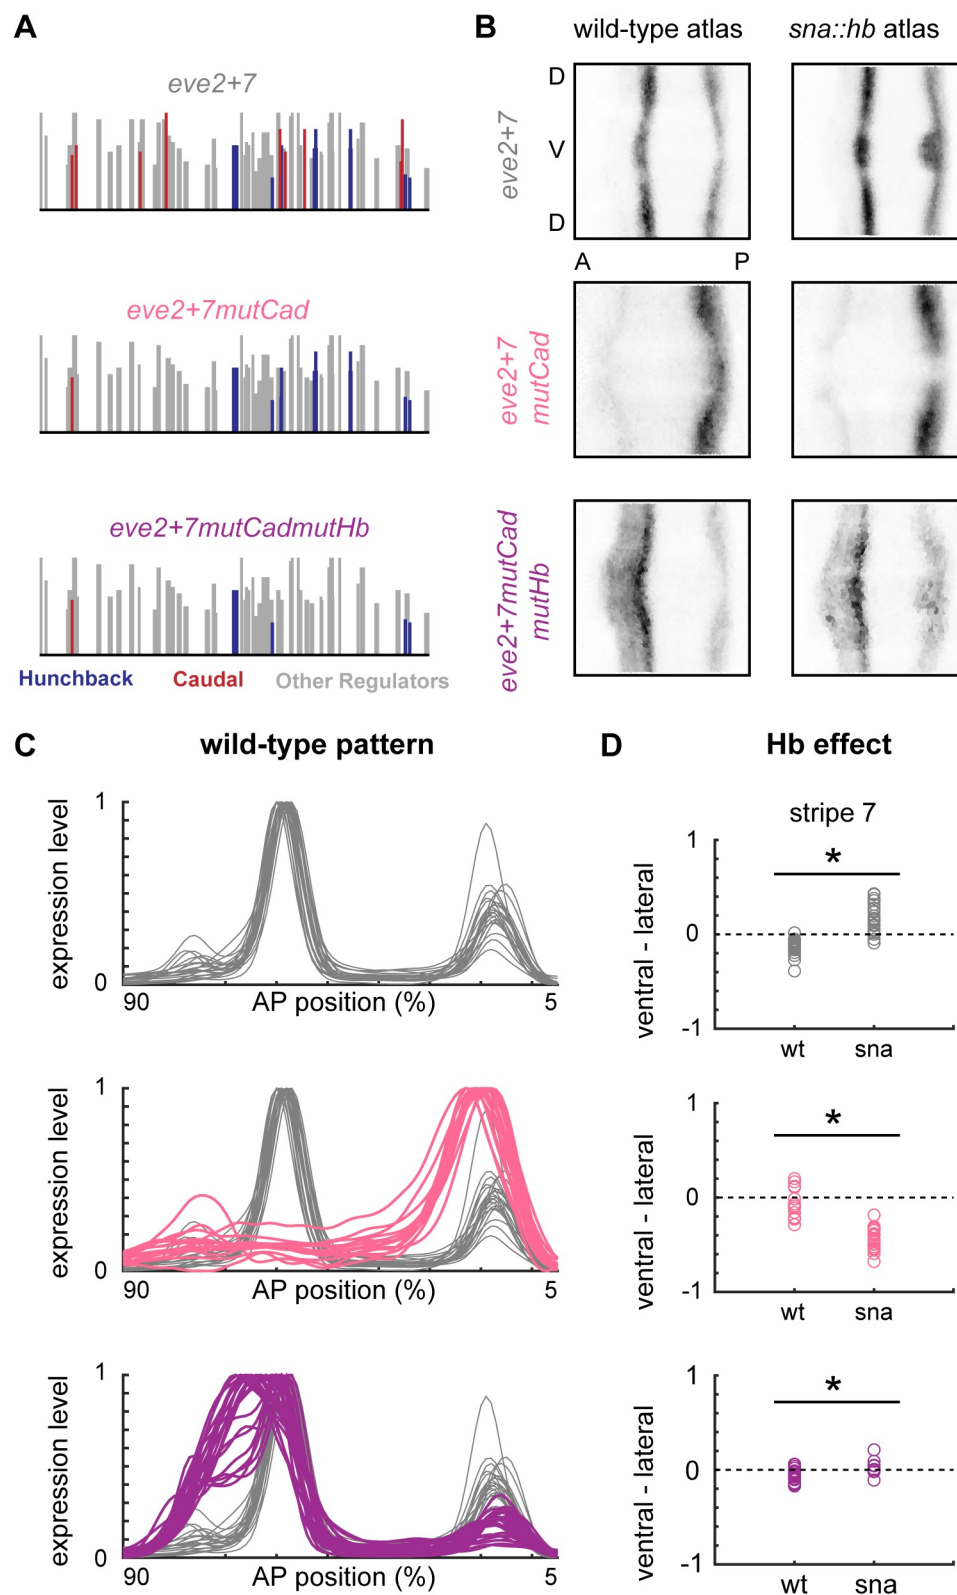 A
eve2+7
eve2+7mutCad
eve2+7mutCadmutHb
Hunchback Caudal Other Regulators
B
wild-type atlas sna::hb atlas
eve2+7
D
V
D
A P
eve2+7
mutCad
eve2+7mutCad
mutHb
C
wild-type pattern
expression level
1
0
90 AP position (%) 5
expression level
1
0
90 AP position (%) 5
expression level
1
0
90 AP position (%) 5
D
Hb effect
stripe 7
ventral - lateral
1
*
0
-1
wt sna
ventral - lateral
1
*
0
-1
wt sna
ventral - lateral
1
*
0
-1
wt sna